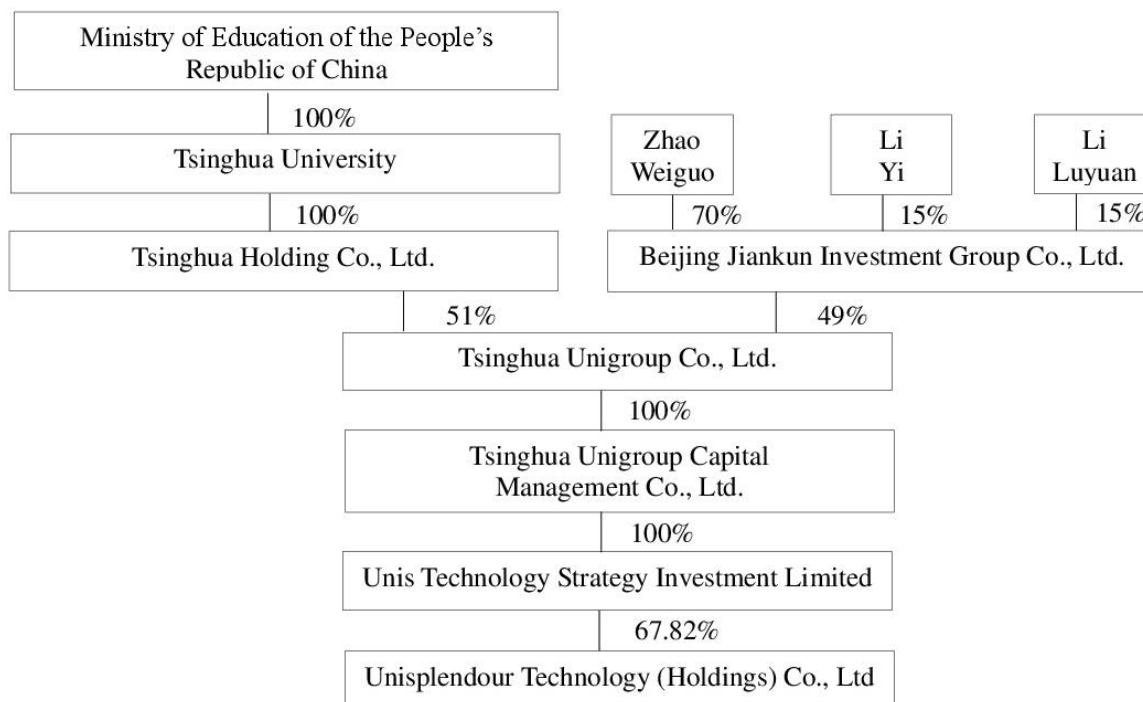 Ministry of Education of the People's
Republic of China
100%
Tsinghua University
Zhao
Weiguo
Li
Yi
Li
Luyuan
100%
70%
15%
15%
Tsinghua Holding Co., Ltd.
Beijing Jiankun Investment Group Co., Ltd.
51%
49%
Tsinghua Unigroup Co., Ltd.
100%
Tsinghua Unigroup Capital
Management Co., Ltd.
100%
Unis Technology Strategy Investment Limited
67.82%
Unisplendour Technology (Holdings) Co., Ltd